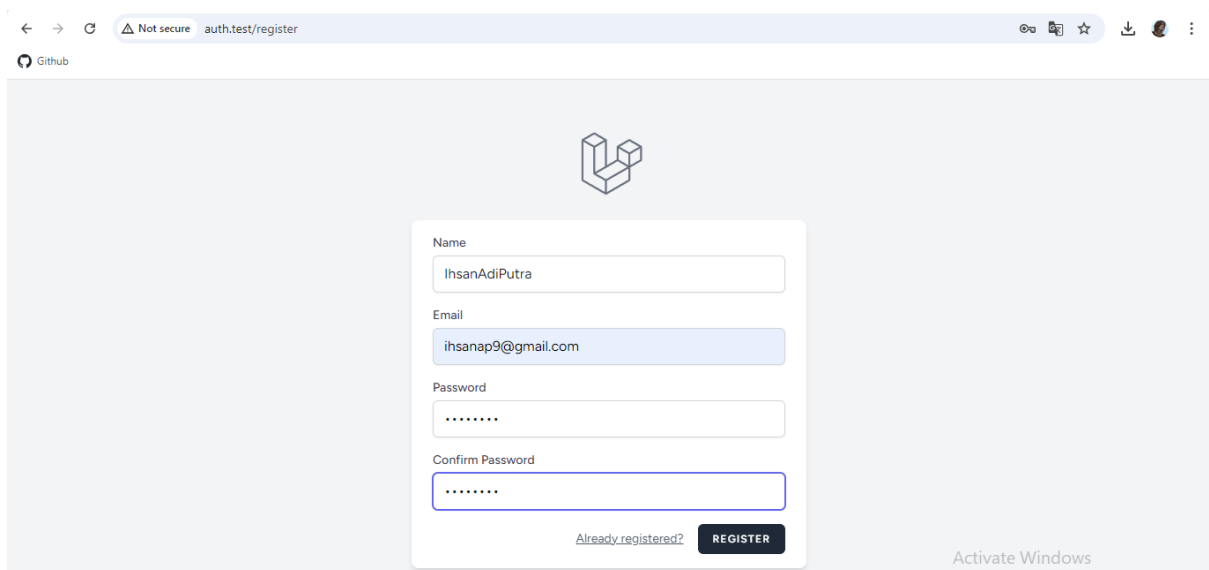 Not secure auth.test/register
Github
Name
IhsanAdiPutra
Email
ihsanap9@gmail.com
Password
••••••••
Confirm Password
••••••••
Already registered? REGISTER
Activate Windows